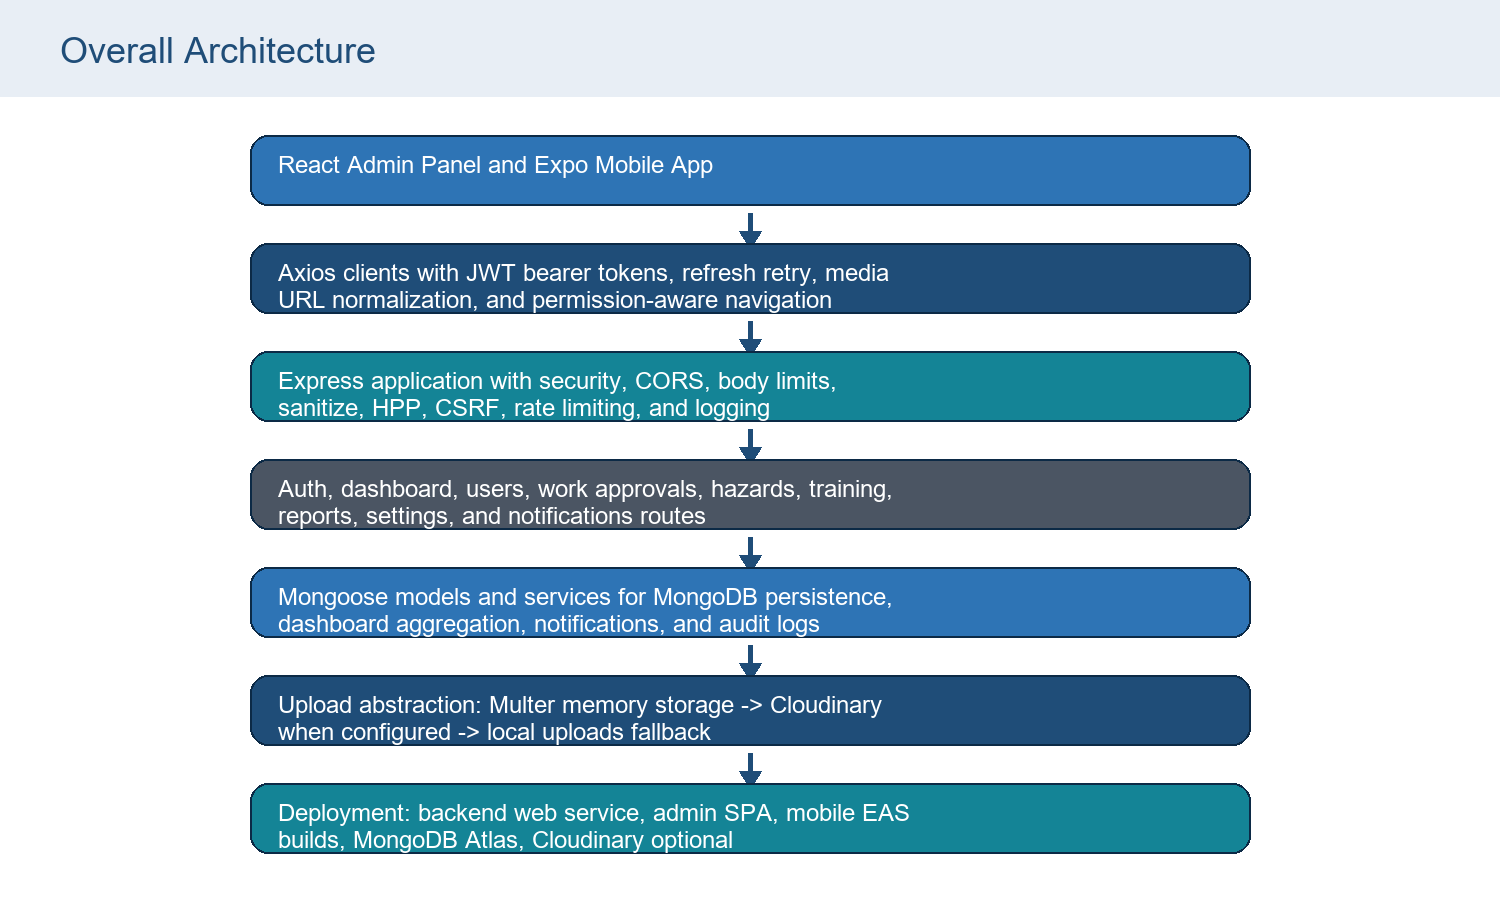 Overall Architecture
React Admin Panel and Expo Mobile App
Axios clients with JWT bearer tokens, refresh retry, media
URL normalization, and permission-aware navigation
Express application with security, CORS, body limits,
sanitize, HPP, CSRF, rate limiting, and logging
Auth, dashboard, users, work approvals, hazards, training,
reports, settings, and notifications routes
Mongoose models and services for MongoDB persistence,
dashboard aggregation, notifications, and audit logs
Upload abstraction: Multer memory storage -> Cloudinary
when configured -> local uploads fallback
Deployment: backend web service, admin SPA, mobile EAS
builds, MongoDB Atlas, Cloudinary optional